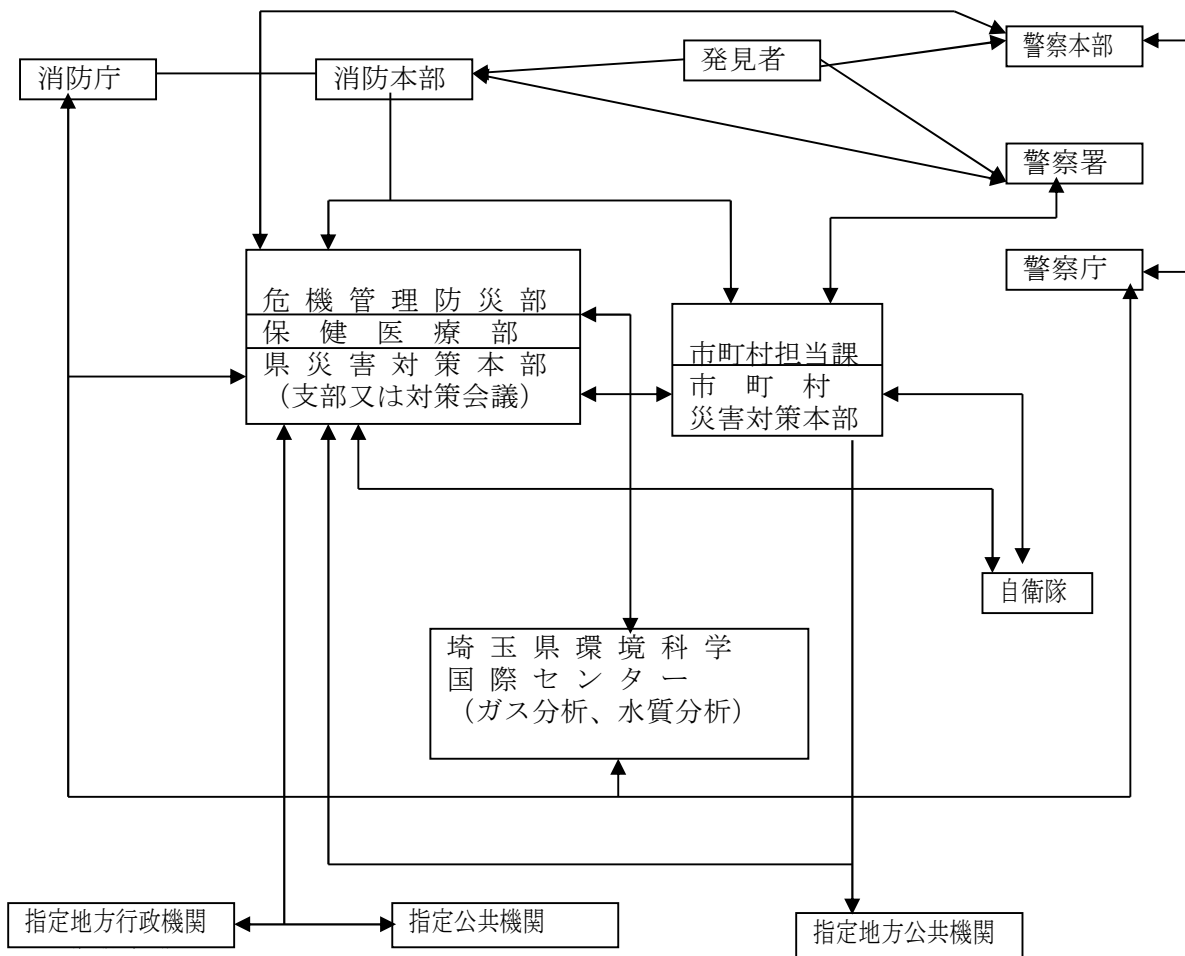 発見者
警察本部
消防庁
消防本部
警察署
警察庁
危機管理防災部
保健医療部
県災害対策本部
（支部又は対策会議）
市町村担当課
市町村
災害対策本部
自衛隊
埼玉県環境科学
国際センター
（ガス分析、水質分析）
指定地方行政機関
指定公共機関
指定地方公共機関